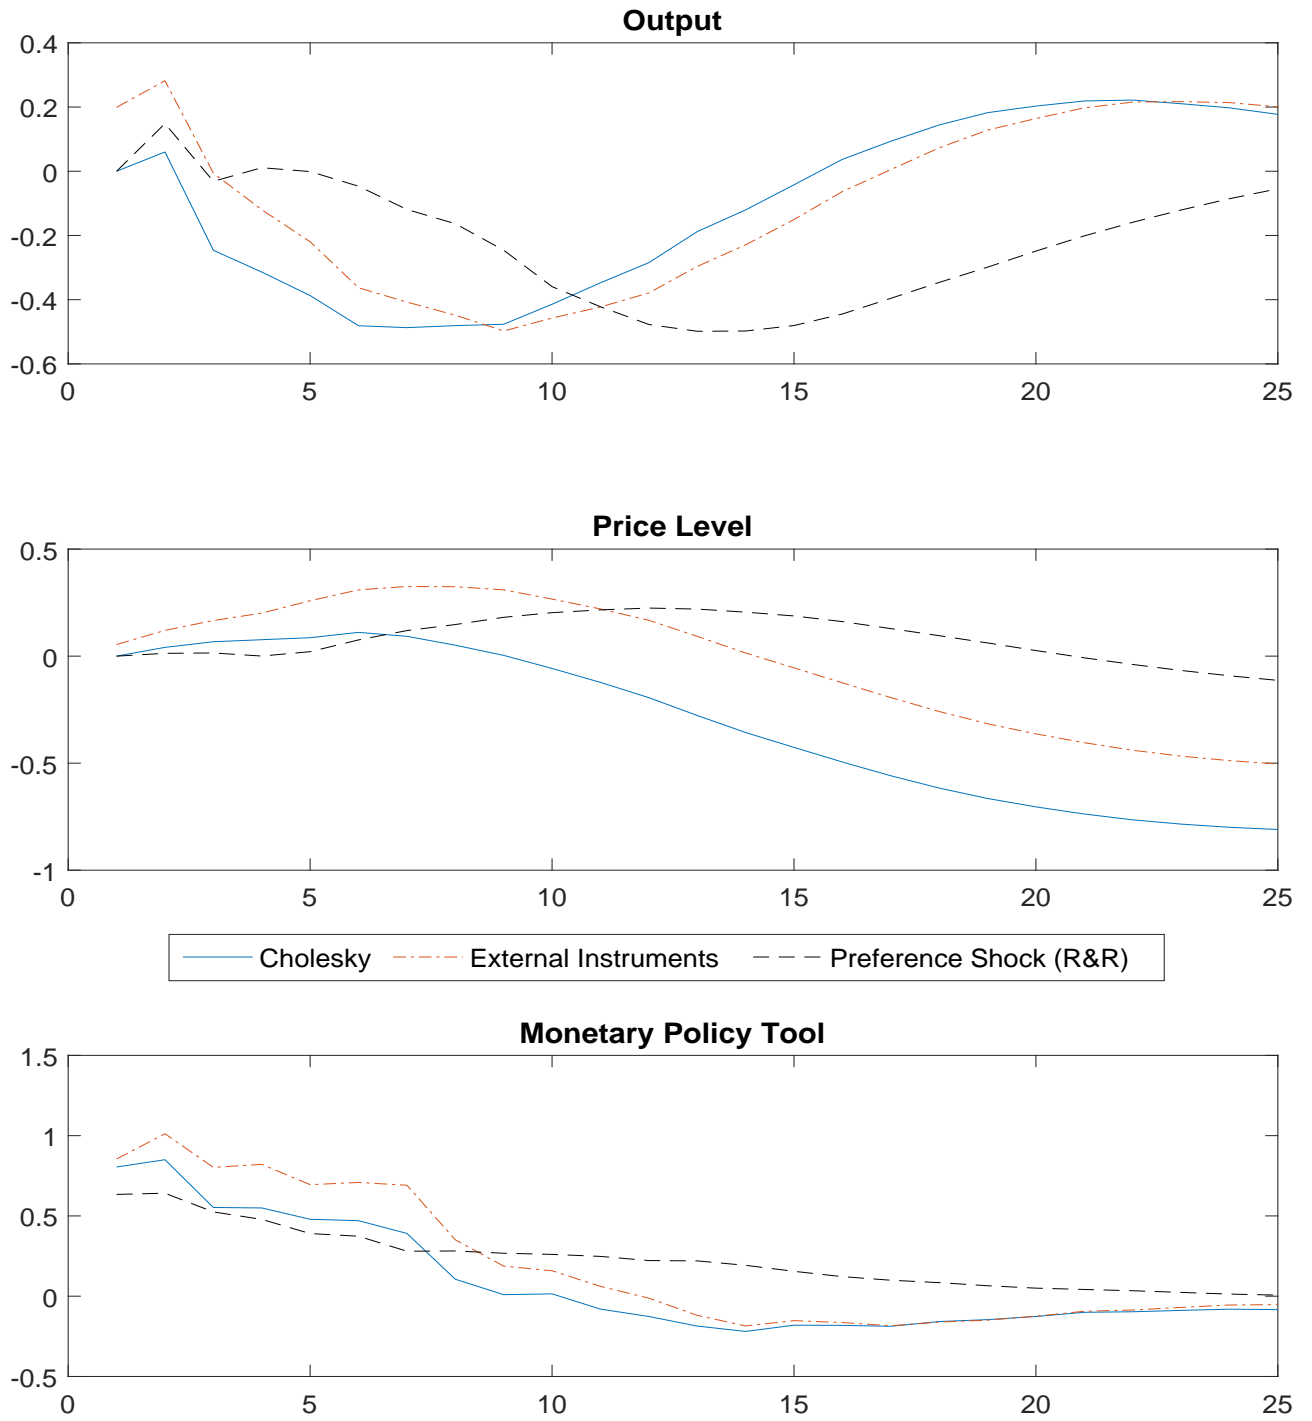 Output
0.4
0.2
0
-0.2
-0.4
-0.6
0 5 10 15 20 25
Price Level
0.5
0
-0.5
-1
0 5 10 15 20 25
Cholesky External Instruments Preference Shock (R&R)
Monetary Policy Tool
1.5
1
0.5
0
-0.5
0 5 10 15 20 25